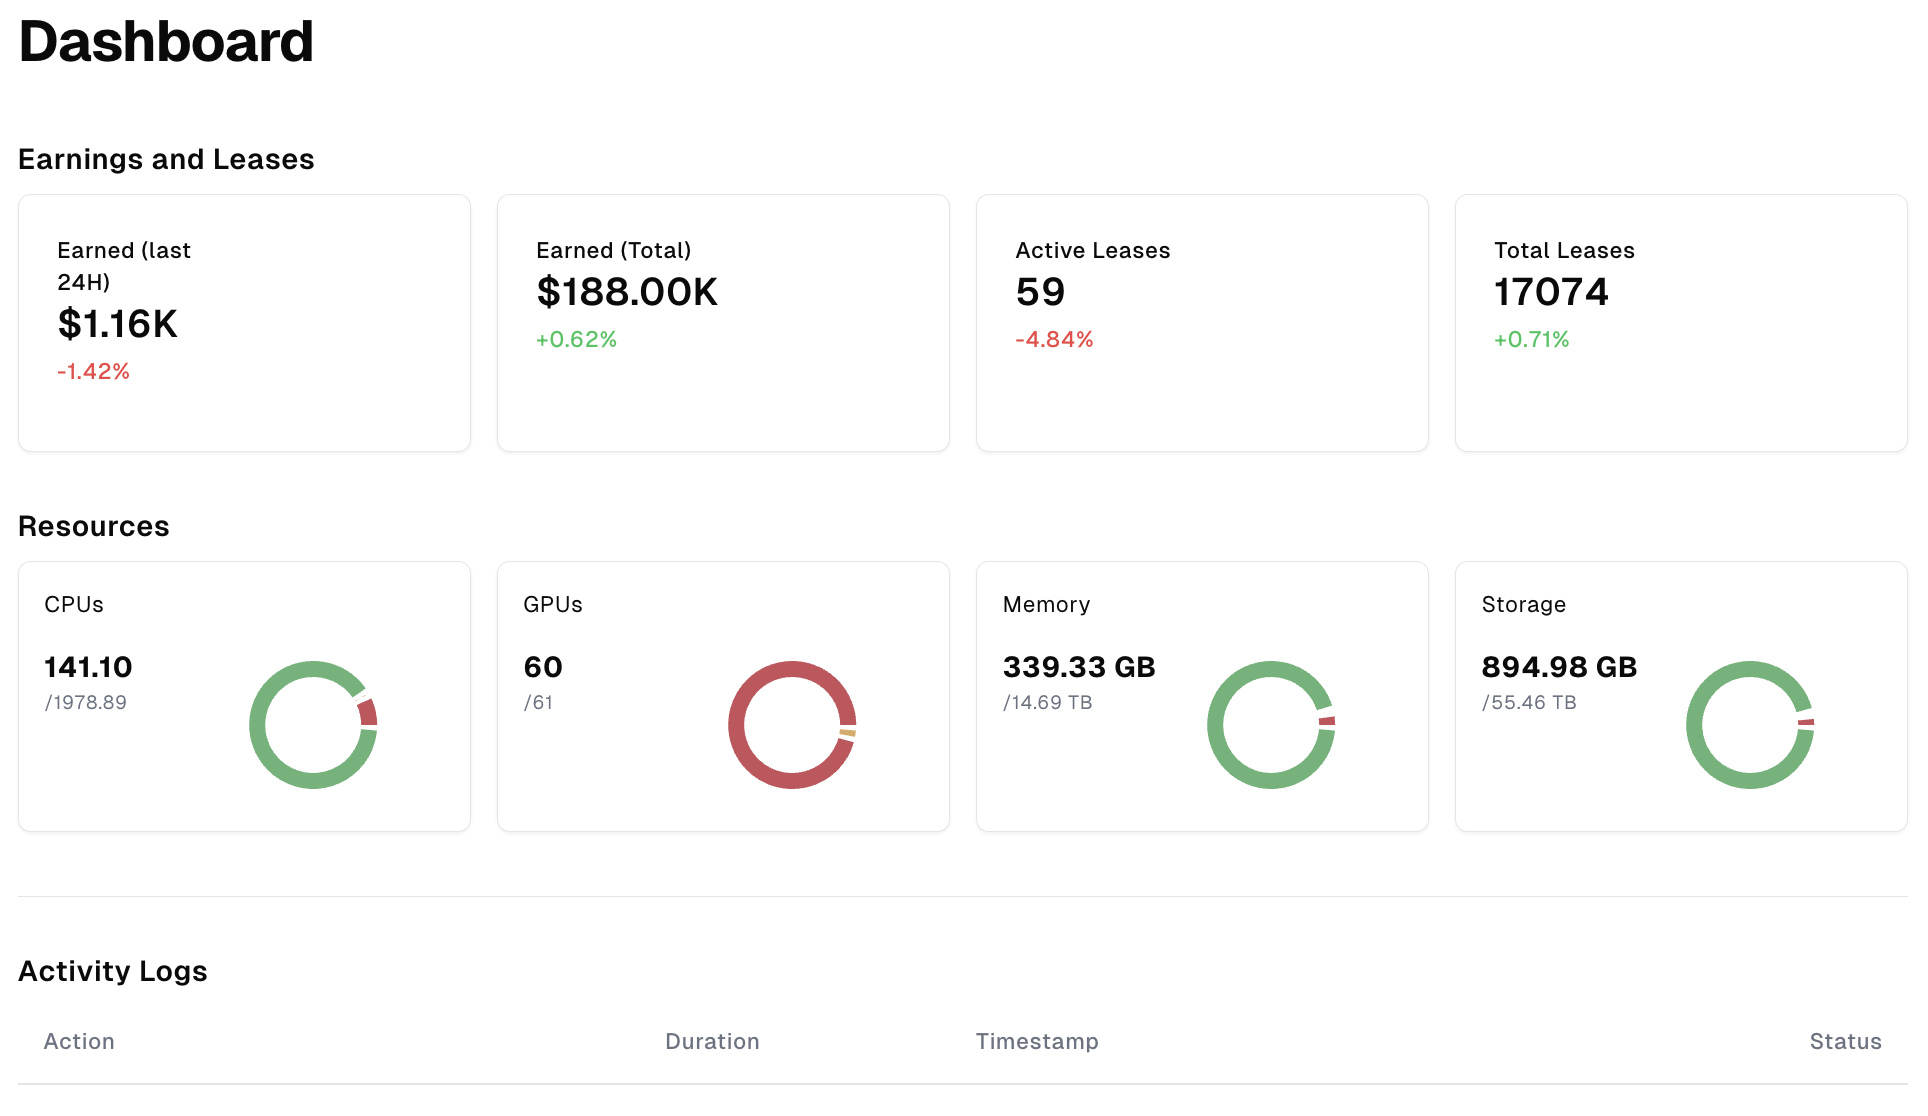 Dashboard
Earnings and Leases
Earned (last
24H)
$1.16K
-1.42%
Earned (Total)
$188.00K
+0.62%
Active Leases
59
-4.84%
Total Leases
17074
+0.71%
Resources
CPUs
141.10
/1978.89
GPUs
60
/61
Memory
339.33 GB
/14.69 TB
Storage
894.98 GB
/55.46 TB
Activity Logs
Action Duration Timestamp Status